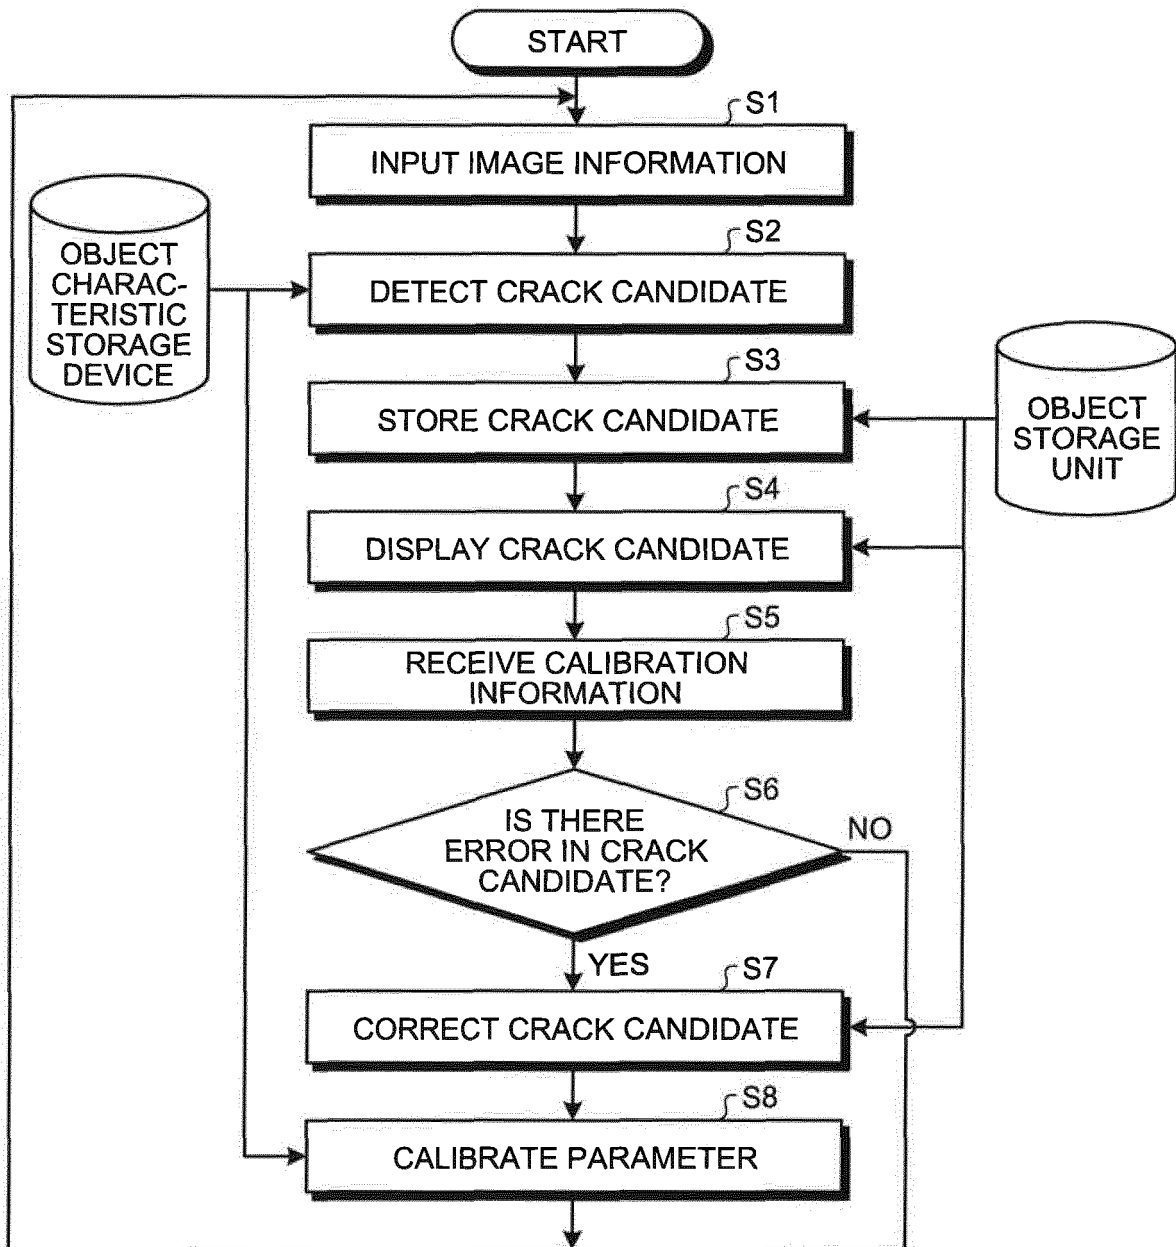 START
S1
INPUT IMAGE INFORMATION
S2
DETECT CRACK CANDIDATE
OBJECT
CHARAC-
TERISTIC
STORAGE
DEVICE
S3
STORE CRACK CANDIDATE
OBJECT
STORAGE
UNIT
S4
DISPLAY CRACK CANDIDATE
S5
RECEIVE CALIBRATION
INFORMATION
S6
IS THERE
ERROR IN CRACK
CANDIDATE?
NO
YES
S7
CORRECT CRACK CANDIDATE
S8
CALIBRATE PARAMETER